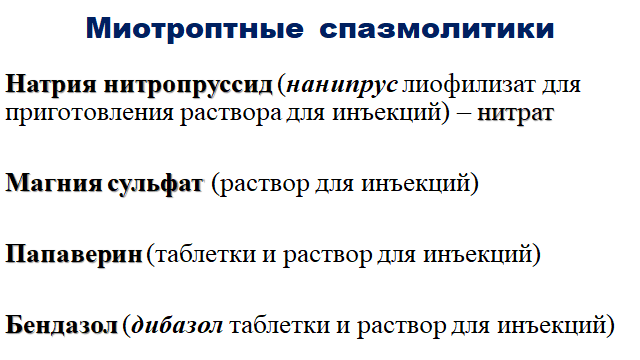 Миотроптные спазмолитики
Натрия нитропруссид (нанипрус лиофилизат для
приготовления раствора для инъекций) – нитрат
Магния сульфат (раствор для инъекций)
Папаверин (таблетки и раствор для инъекций)
Бендазол (дибазол таблетки и раствор для инъекций)